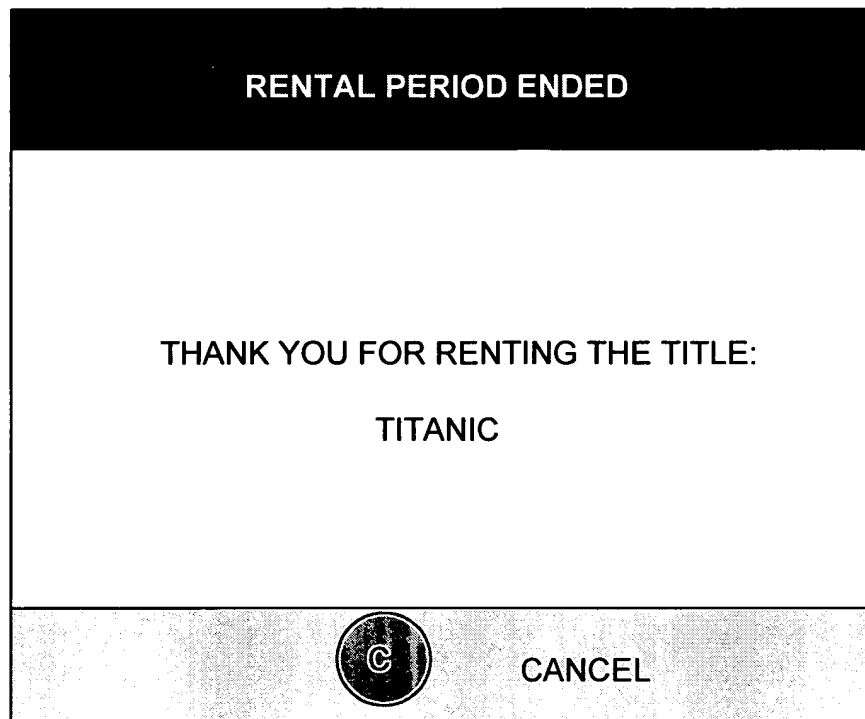 RENTAL PERIOD ENDED
THANK YOU FOR RENTING THE TITLE:
TITANIC
C CANCEL